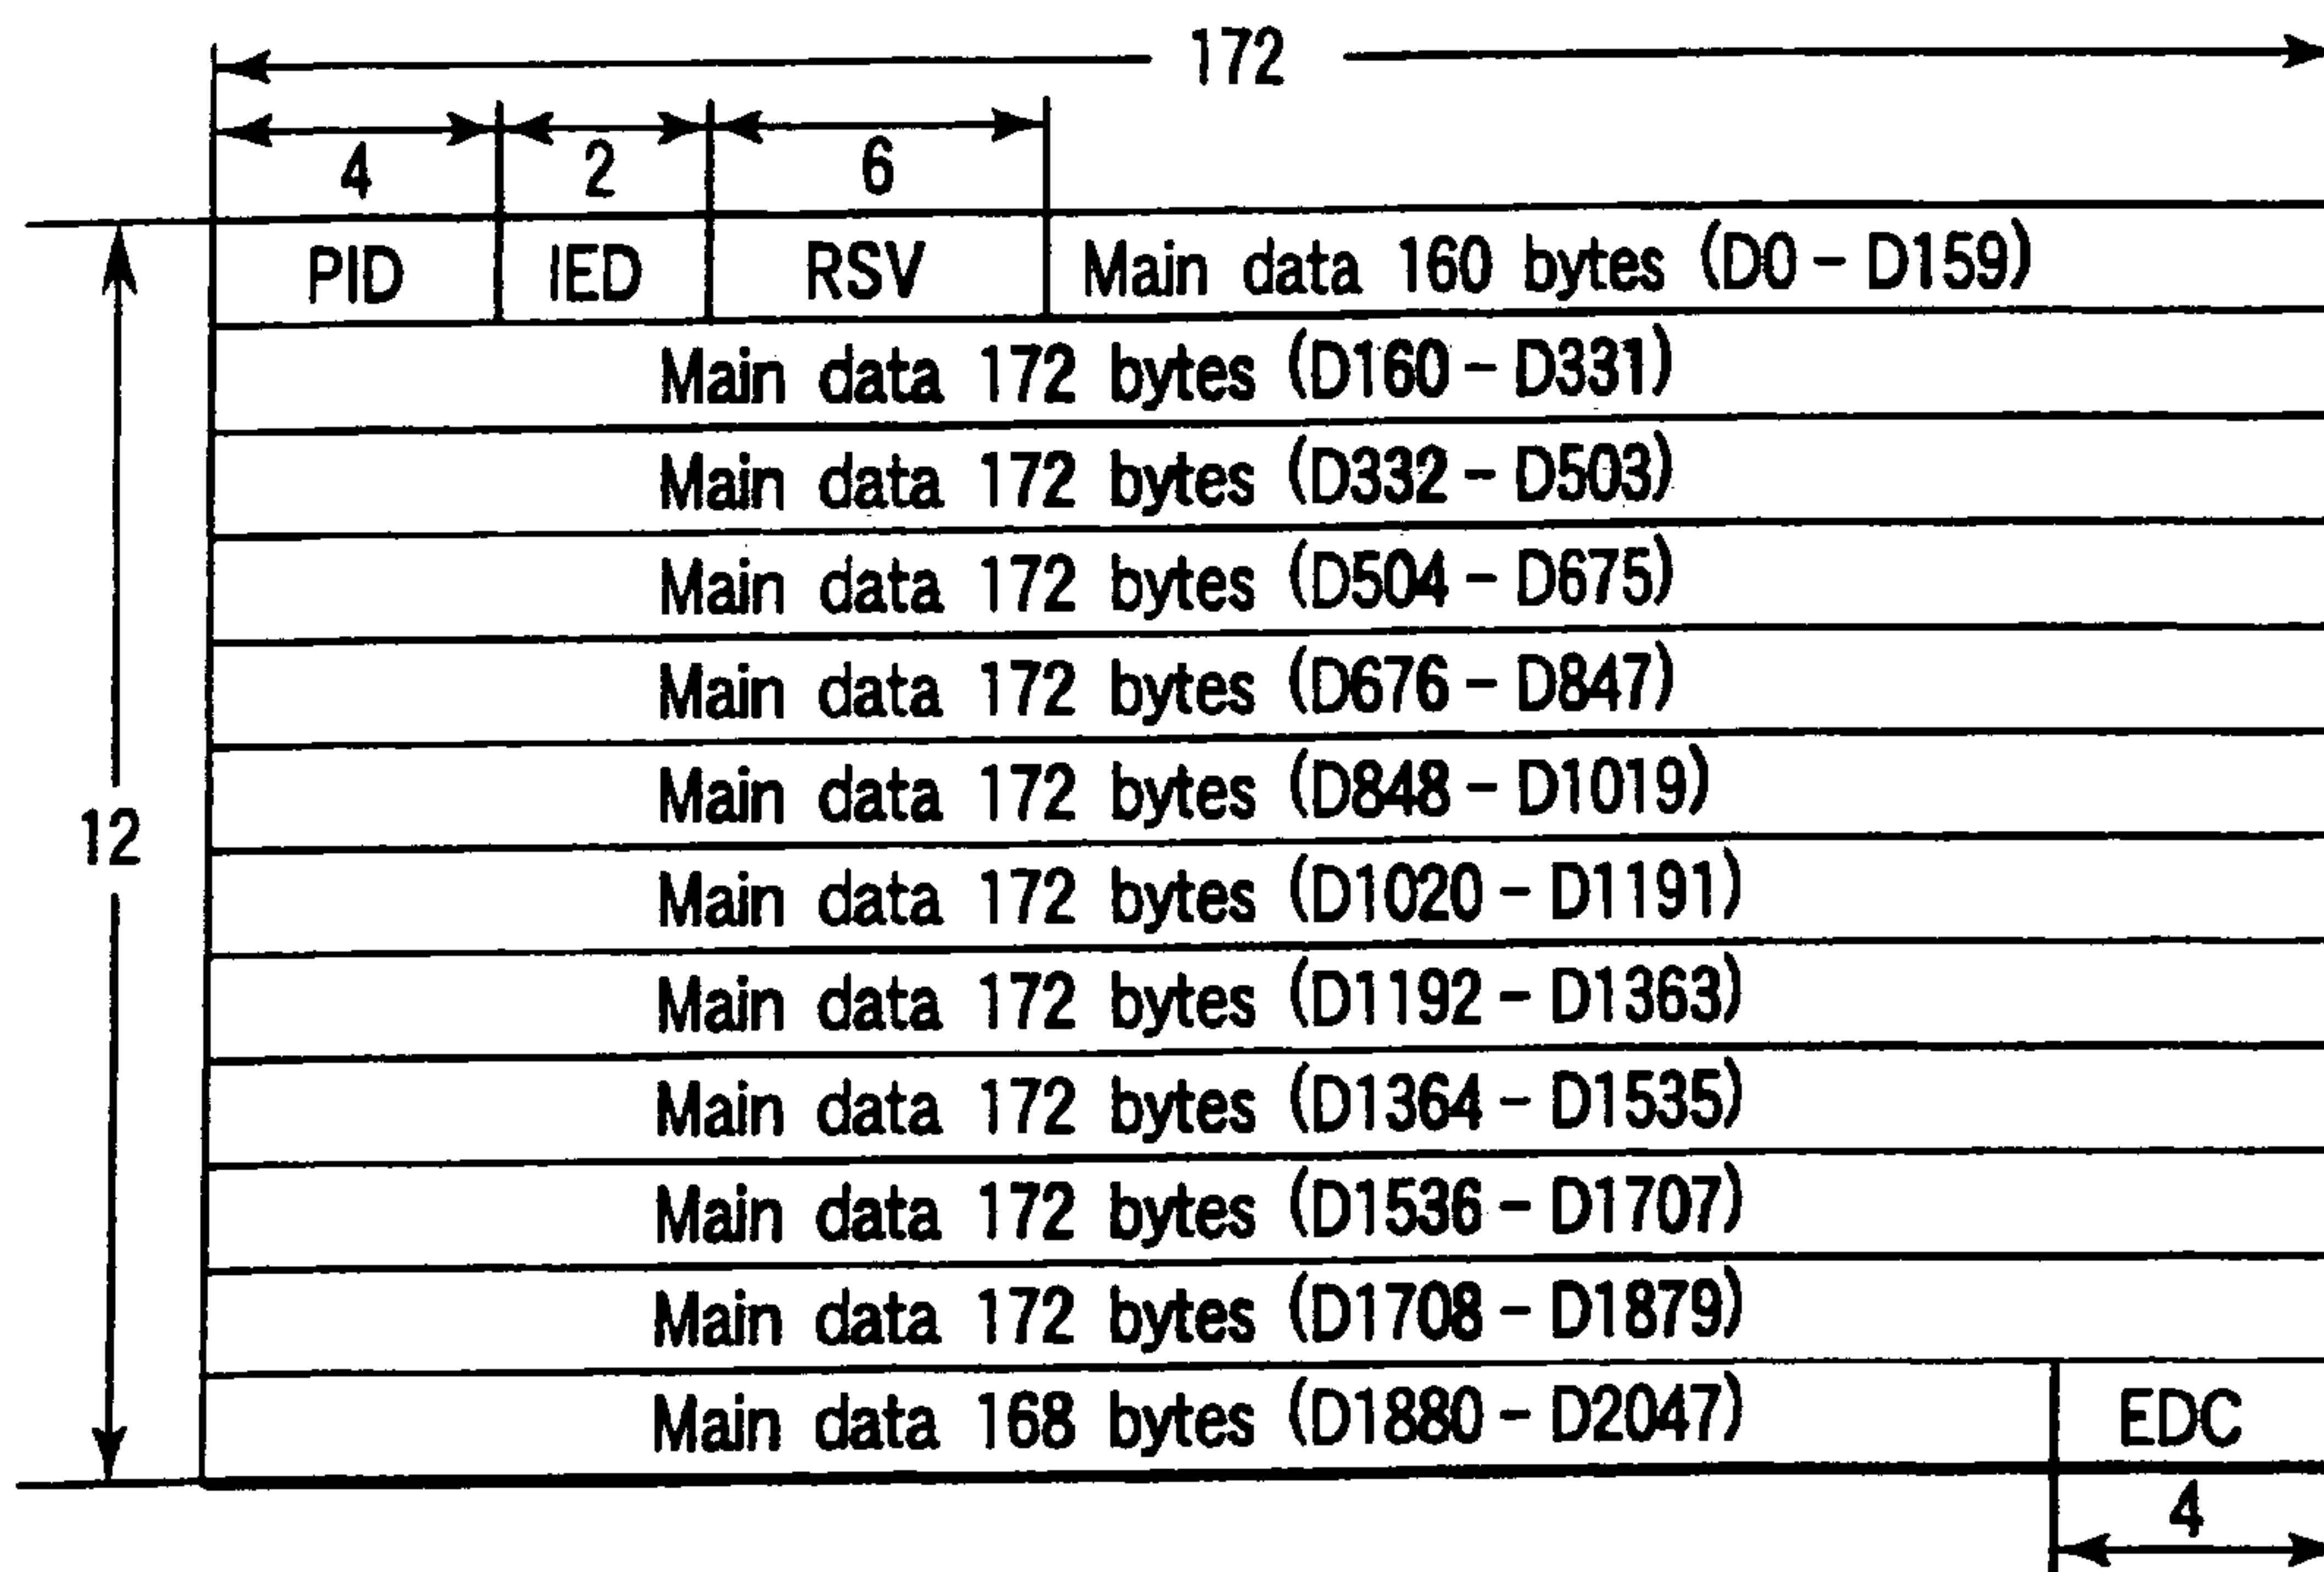 172
4 2 6
PID IED RSV Main data 160 bytes (D0 - D159)
Main data 172 bytes (D160 - D331)
Main data 172 bytes (D332 - D503)
Main data 172 bytes (D504 - D675)
Main data 172 bytes (D676 - D847)
Main data 172 bytes (D848 - D1019)
12
Main data 172 bytes (D1020 - D1191)
Main data 172 bytes (D1192 - D1363)
Main data 172 bytes (D1364 - D1535)
Main data 172 bytes (D1536 - D1707)
Main data 172 bytes (D1708 - D1879)
Main data 168 bytes (D1880 - D2047) EDC
4